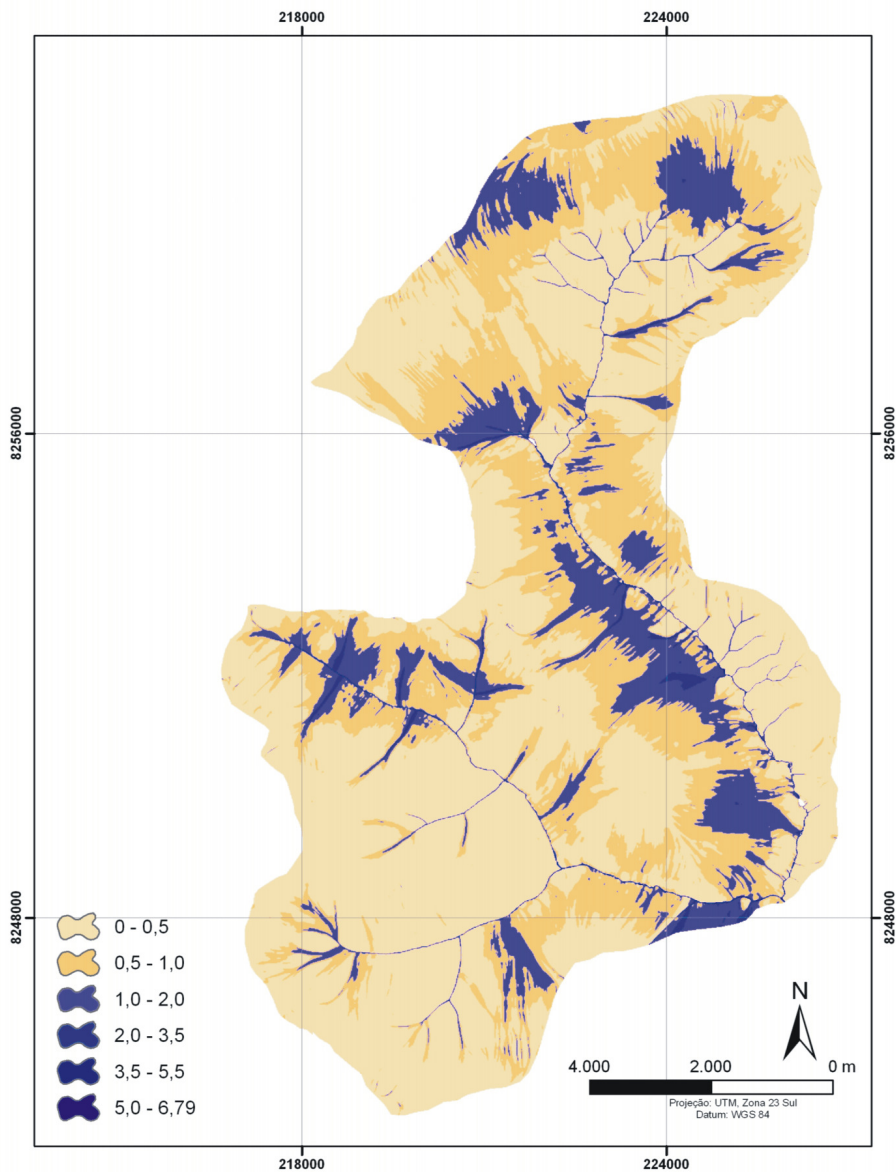 218000 224000
8256000 8256000
8248000 8248000
0 - 0,5
0,5 - 1,0
1,0 - 2,0
2,0 - 3,5
3,5 - 5,5
5,0 - 6,79
N
4.000 2.000 0 m
Projeção: UTM, Zona 23 Sul
Datum: WGS 84
218000 224000